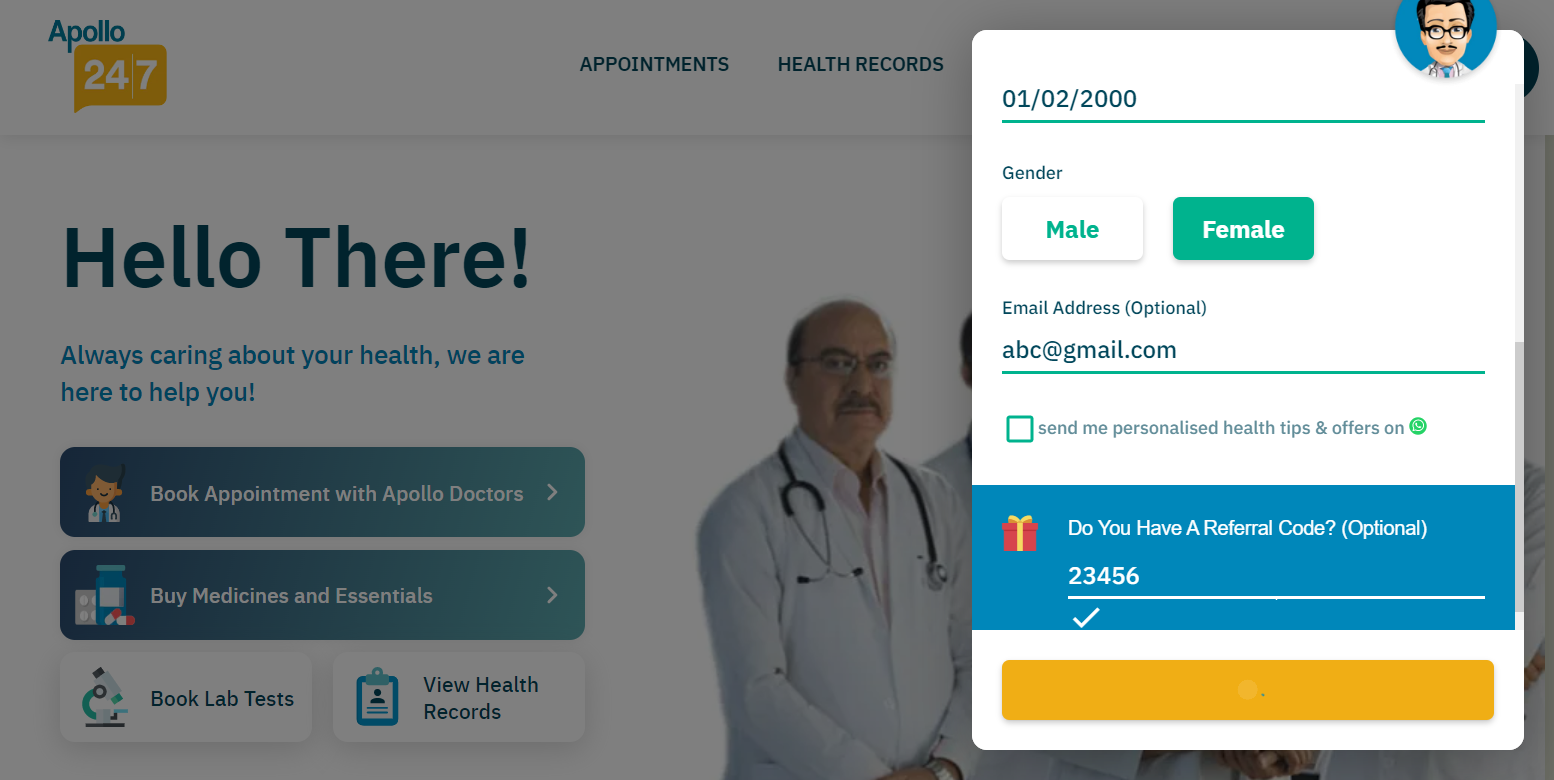 Apollo
24|7
APPOINTMENTS
HEALTH RECORDS
Hello There!
Always caring about your health, we are
here to help you!
Book Appointment with Apollo Doctors
Buy Medicines and Essentials
Book Lab Tests
View Health
Records
01/02/2000
Gender
Male
Female
Email Address (Optional)
abc@gmail.com
send me personalised health tips & offers on
Do You Have A Referral Code? (Optional)
23456